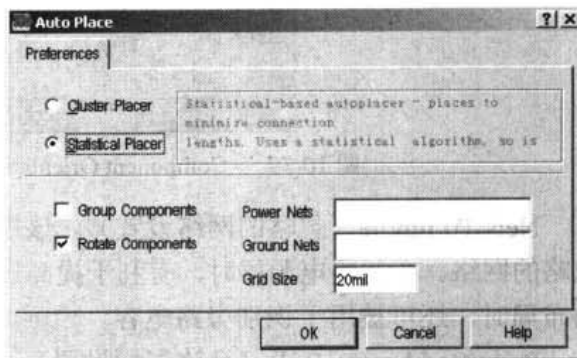 Auto Place
Preferences
Cluster Placer
Statistical-based autoplacer - places to
minimize connection
Statistical Placer
lengths. Uses a statistical algorithm, so is
Group Components
Power Nets
Rotate Components
Ground Nets
Grid Size
20mil
OK
Cancel
Help